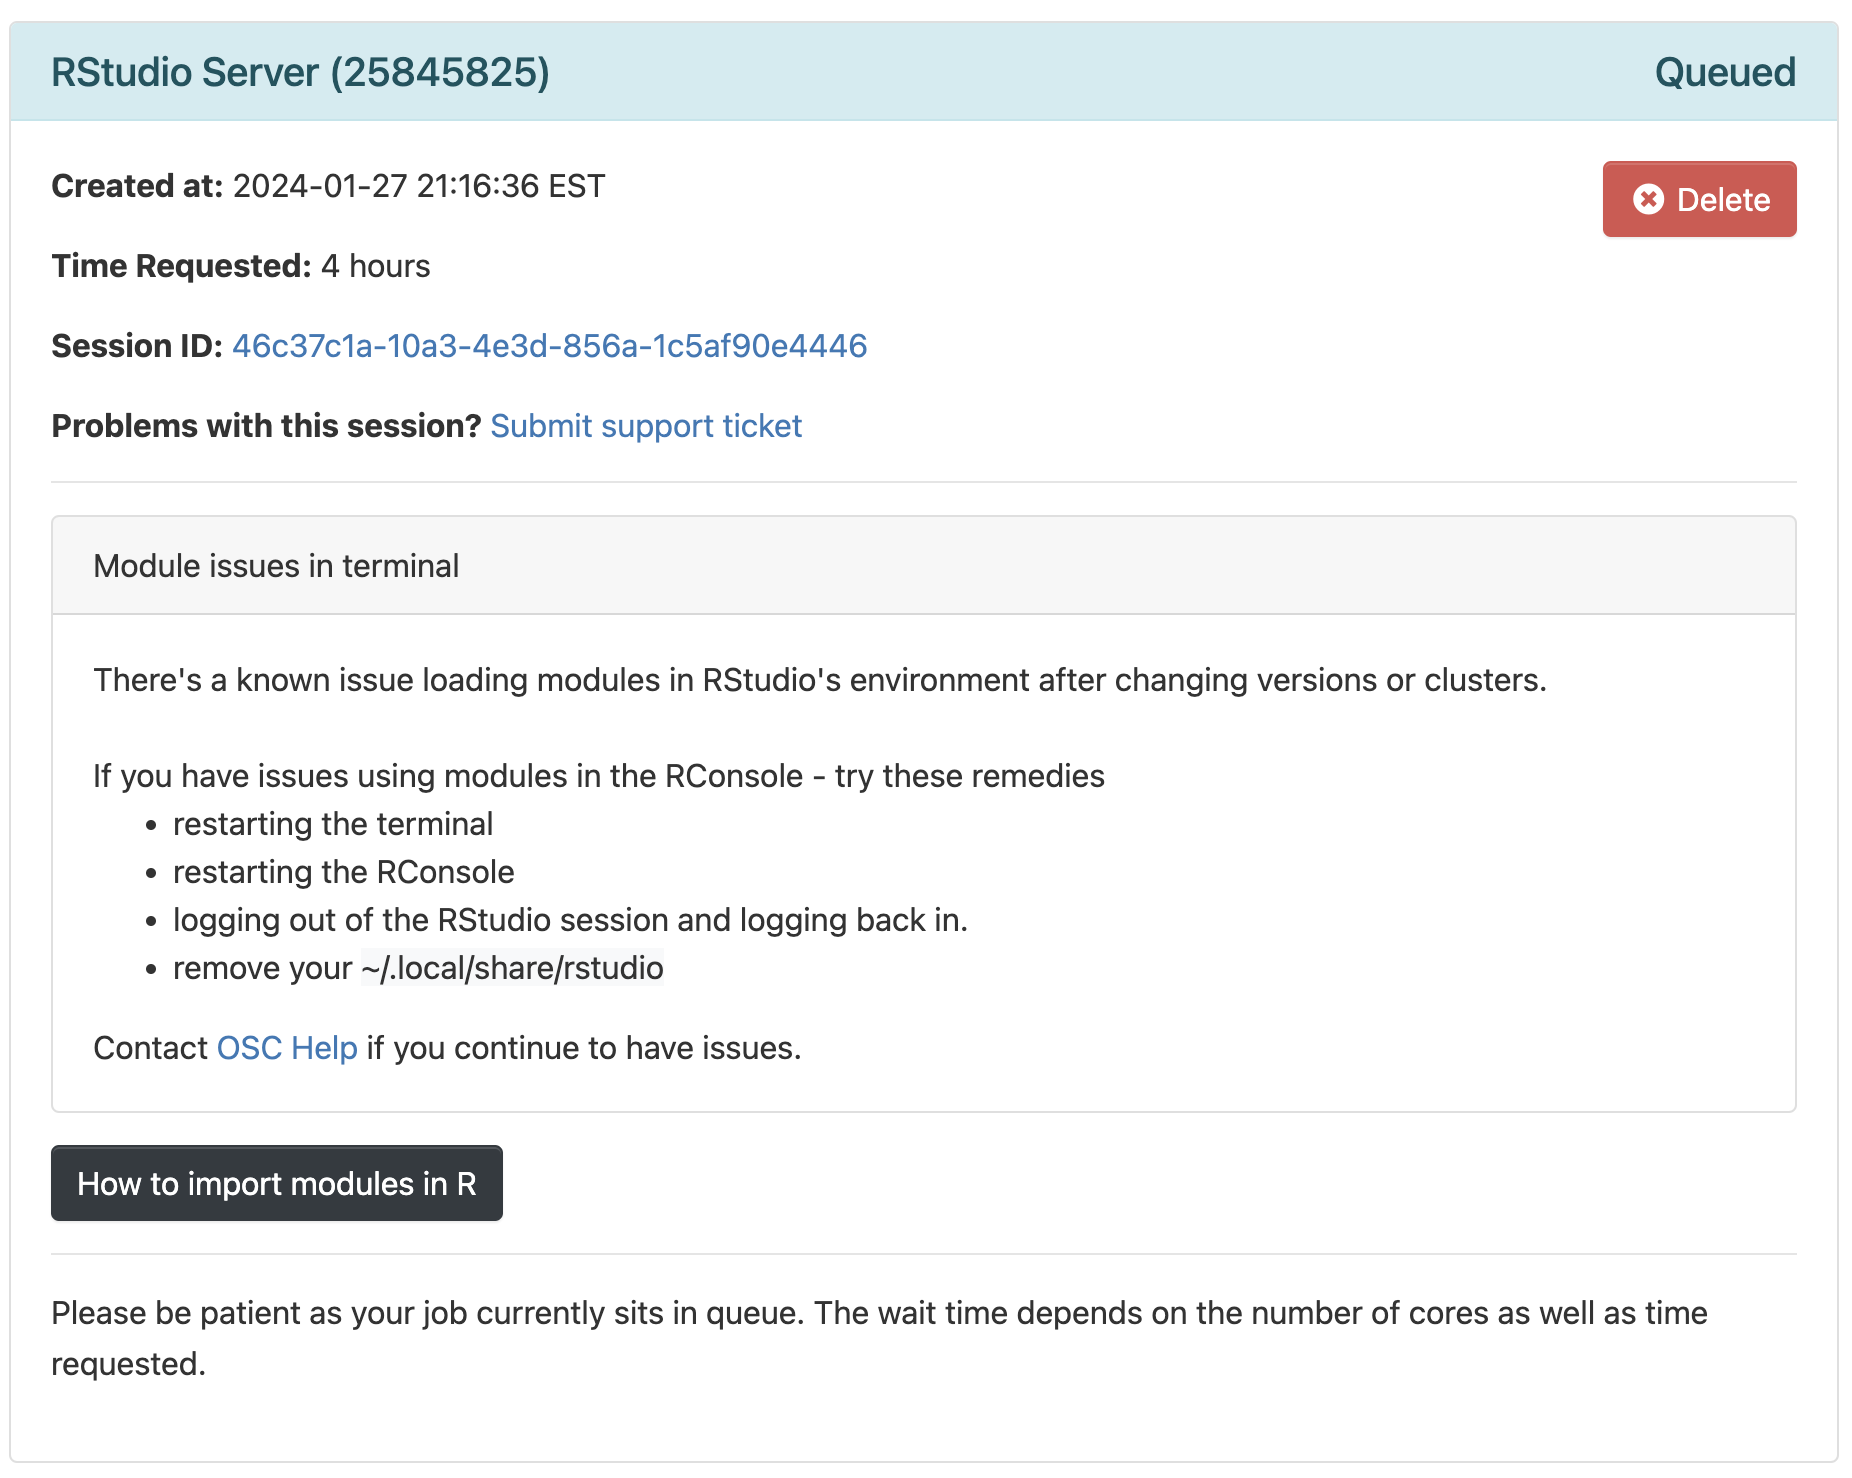 RStudio Server (25845825)
Queued
Created at: 2024-01-27 21:16:36 EST
Delete
Time Requested: 4 hours
Session ID: 46c37c1a-10a3-4e3d-856a-1c5af90e4446
Problems with this session? Submit support ticket
Module issues in terminal
There's a known issue loading modules in RStudio's environment after changing versions or clusters.
If you have issues using modules in the RConsole - try these remedies
• restarting the terminal
• restarting the RConsole
• logging out of the RStudio session and logging back in.
• remove your ~/.local/share/rstudio
Contact OSC Help if you continue to have issues.
How to import modules in R
Please be patient as your job currently sits in queue. The wait time depends on the number of cores as well as time
requested.